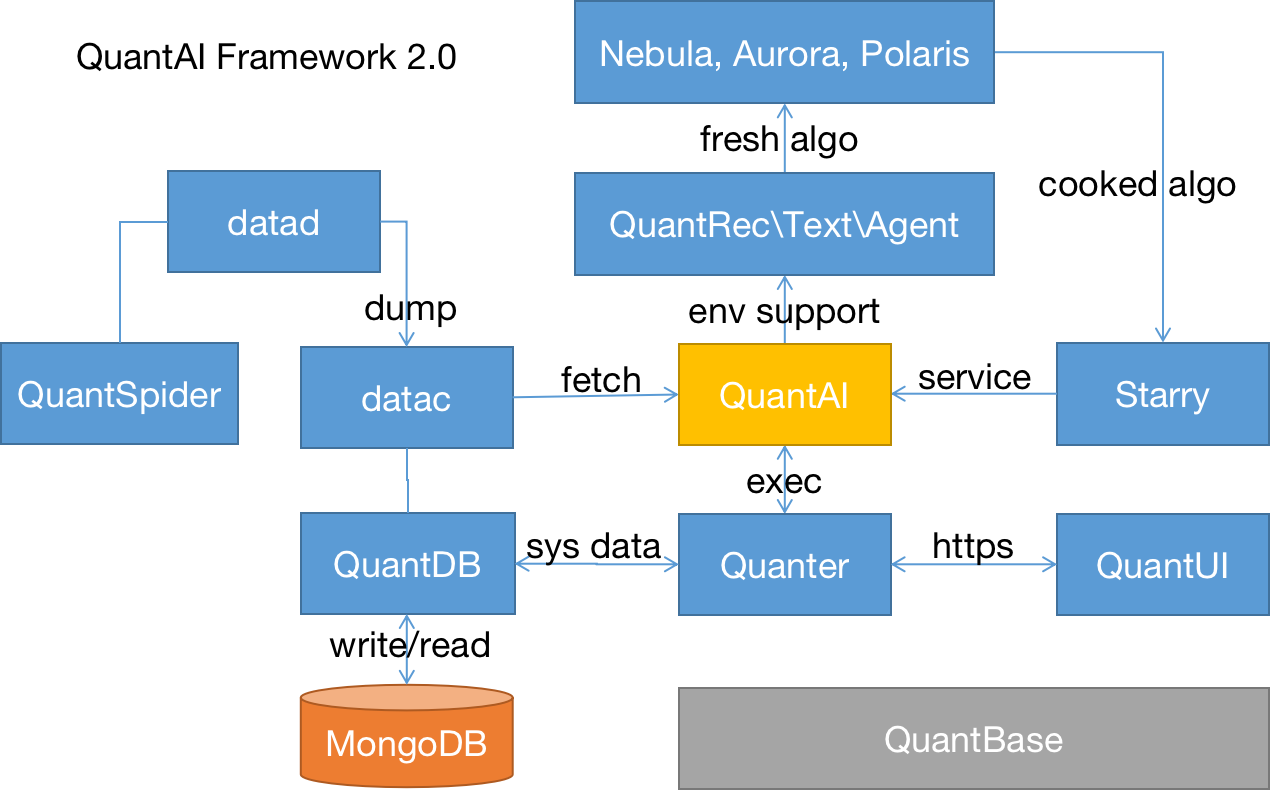 QuantAI Framework 2.0
Nebula, Aurora, Polaris
fresh algo
cooked algo
datad
QuantRec\Text\Agent
dump
env support
QuantSpider
datac
fetch
QuantAI
service
Starry
exec
QuantDB
sys data
Quanter
https
QuantUI
write/read
MongoDB
QuantBase